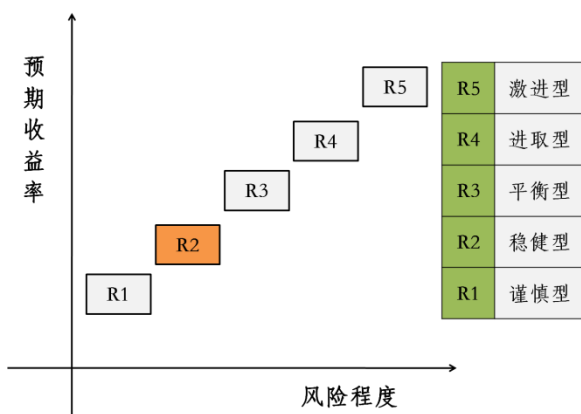 预期收益率
R5
R4
R3
R2
R1
风险程度
R5 激进型
R4 进取型
R3 平衡型
R2 稳健型
R1 谨慎型